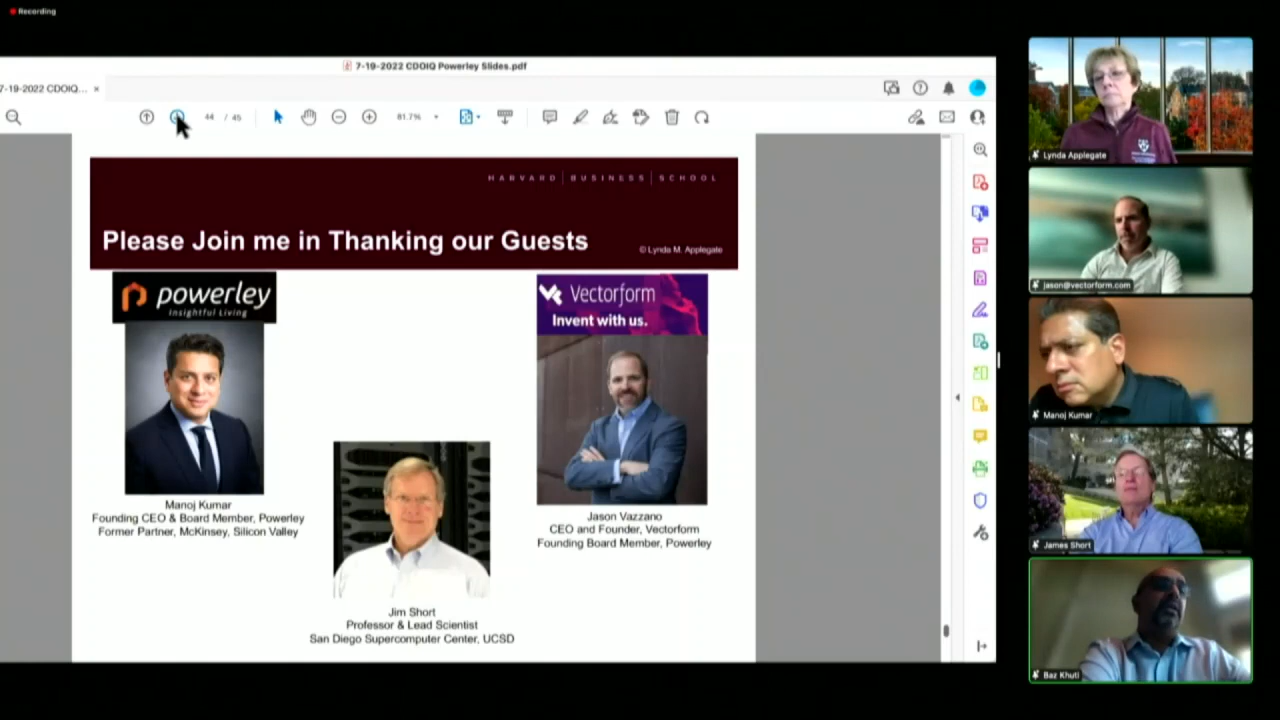 Recording
7-19-2022 CDOIQ Powerley Slides.pdf
7-19-2022 CDOIQ... ×
44 / 45
81.7%
HARVARD | BUSINESS | SCHOOL
Please Join me in Thanking our Guests
© Lynda M. Applegate
powerley
Insightful Living
Manoj Kumar
Founding CEO & Board Member, Powerley
Former Partner, McKinsey, Silicon Valley
Vectorform
Invent with us.
Jason Vazzano
CEO and Founder, Vectorform
Founding Board Member, Powerley
Jim Short
Professor & Lead Scientist
San Diego Supercomputer Center, UCSD
Lynda Applegate
jason@vectorform.com
Manoj Kumar
James Short
Baz Khuti